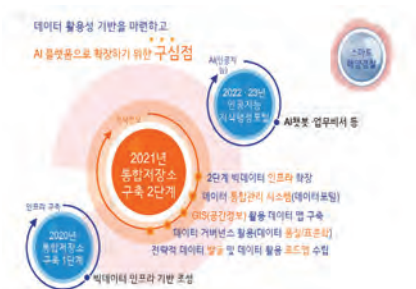 데이터 활용성 기반을 마련하고
AI 플랫폼으로 확장하기 위한 구심점
스마트
해양경찰
AI(인공지능)
2022 · 23년
인공지능
지식행정포털
AI챗봇 · 업무비서 등
2021년
통합저장소
구축 2단계
2단계 빅데이터 인프라 확장
데이터 통합관리 시스템(데이터포털)
GIS(공간정보) 활용 데이터 맵 구축
데이터 거버넌스 활용(데이터 품질/표준화)
전략적 데이터 발굴 및 데이터 활용 로드맵 수립
인프라 구축
2020년
통합저장소
구축 1단계
빅데이터 인프라 기반 조성